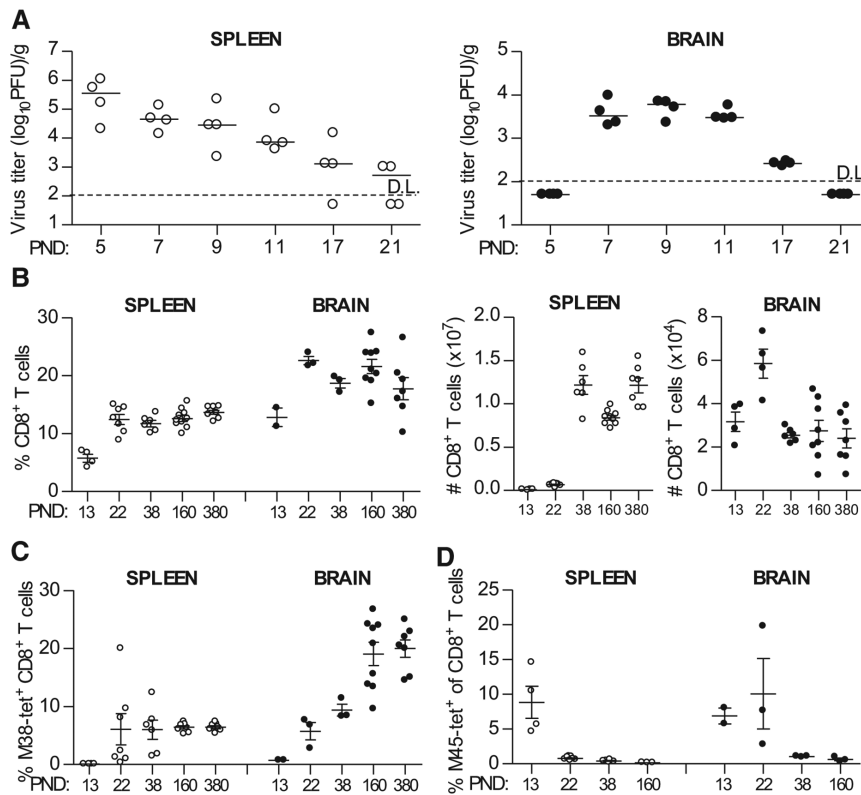 A
SPLEEN
BRAIN
Virus titer (log10PFU)/g
7
6
5
4
3
2
1
D.L
PND: 5 7 9 11 17 21
Virus titer (log10PFU)/g
5
4
3
2
1
D.L
PND: 5 7 9 11 17 21
B
SPLEEN BRAIN
% CD8+ T cells
30
20
10
0
PND: 13 22 38 160 380 13 22 38 160 380
SPLEEN
# CD8+ T cells (x10^7)
2.0
1.5
1.0
0.5
0.0
PND: 13 22 38 160 380
BRAIN
# CD8+ T cells (x10^4)
8
6
4
2
0
13 22 38 160 380
C
SPLEEN BRAIN
% M38-tet+ CD8+ T cells
30
20
10
0
PND: 13 22 38 160 380 13 22 38 160 380
D
SPLEEN BRAIN
% M45-tet+ of CD8+ T cells
25
20
15
10
5
0
PND: 13 22 38 160 13 22 38 160